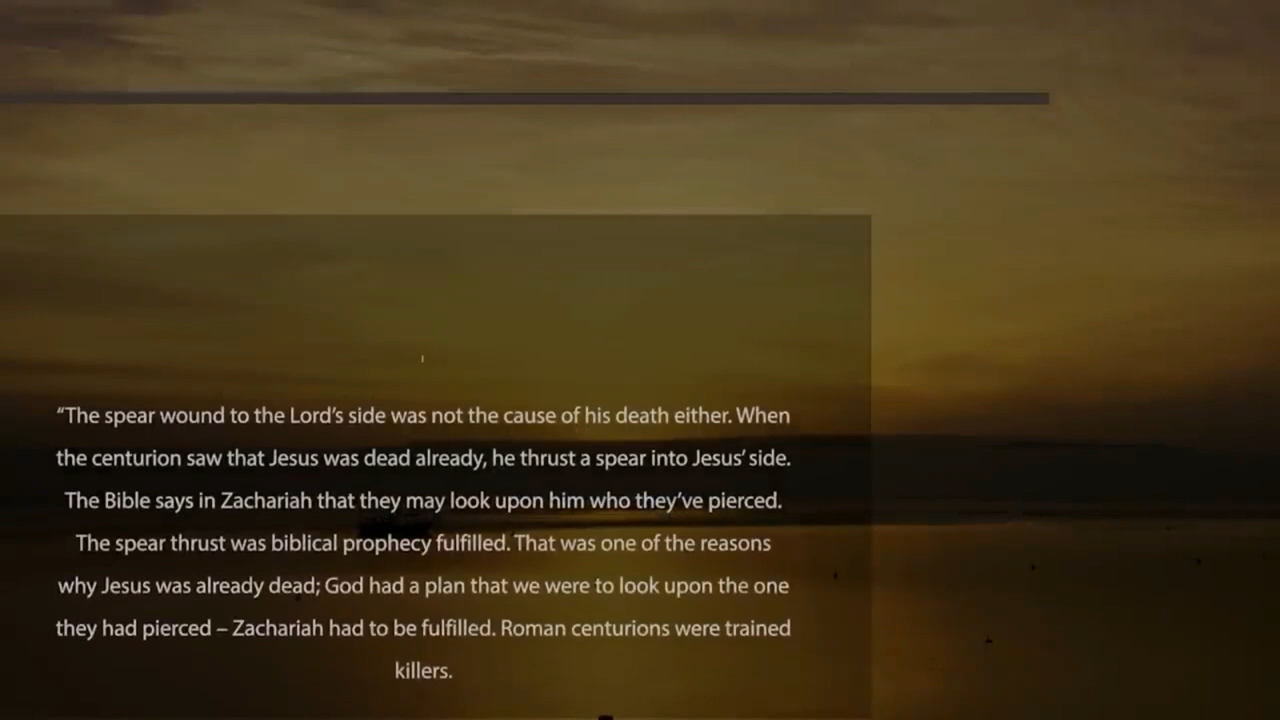 “The spear wound to the Lord’s side was not the cause of his death either. When
the centurion saw that Jesus was dead already, he thrust a spear into Jesus’ side.
The Bible says in Zachariah that they may look upon him who they’ve pierced.
The spear thrust was biblical prophecy fulfilled. That was one of the reasons
why Jesus was already dead; God had a plan that we were to look upon the one
they had pierced – Zachariah had to be fulfilled. Roman centurions were trained
killers.